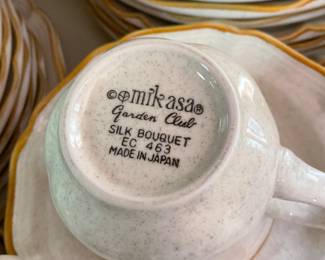 © mikasa®
Garden Club
SILK BOUQUET
EC 463
MADE IN JAPAN